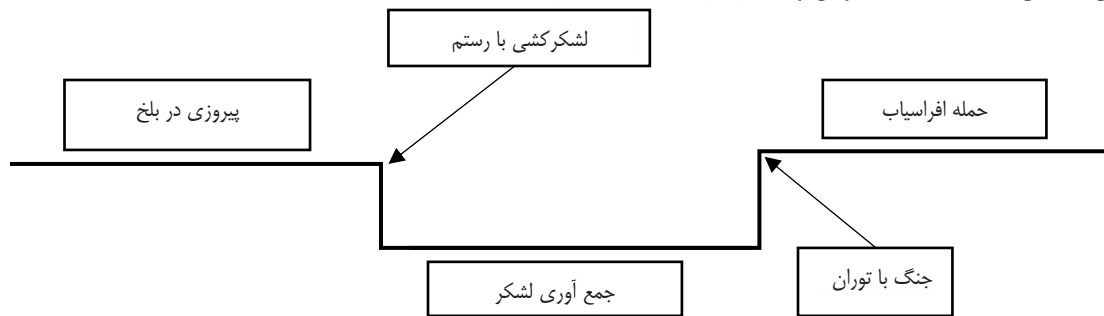 لشکرکشی با رستم
حمله افراسیاب
پیروزی در بلخ
جنگ با توران
جمع آوری لشکر